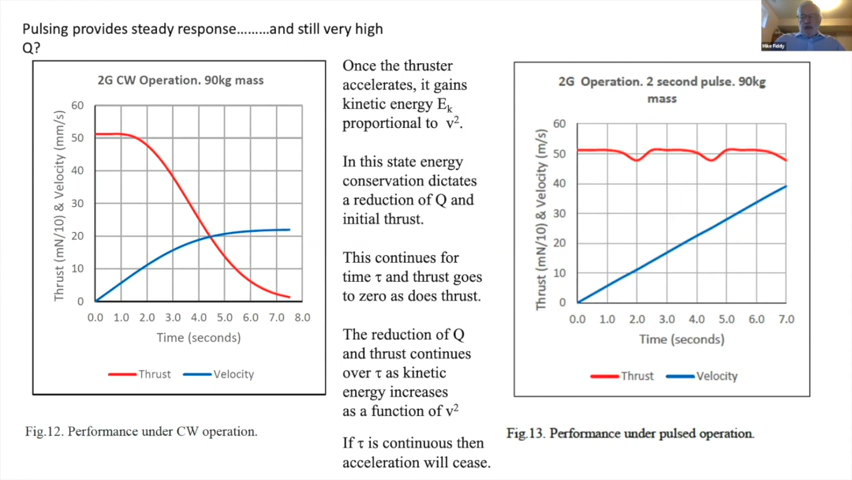 Pulsing provides steady response………and still very high
Q?
2G CW Operation. 90kg mass
Thrust (mN/10) & Velocity (mm/s)
60
50
40
30
20
10
0
0.0 1.0 2.0 3.0 4.0 5.0 6.0 7.0 8.0
Time (seconds)
Thrust Velocity
Fig.12. Performance under CW operation.
Once the thruster
accelerates, it gains
kinetic energy Ek
proportional to v².
In this state energy
conservation dictates
a reduction of Q and
initial thrust.
This continues for
time τ and thrust goes
to zero as does thrust.
The reduction of Q
and thrust continues
over τ as kinetic
energy increases
as a function of v²
If τ is continuous then
acceleration will cease.
2G Operation. 2 second pulse. 90kg
mass
Thrust (mN/10) & Velocity (m/s)
60
50
40
30
20
10
0
0.0 1.0 2.0 3.0 4.0 5.0 6.0 7.0
Time (seconds)
Thrust Velocity
Fig.13. Performance under pulsed operation.